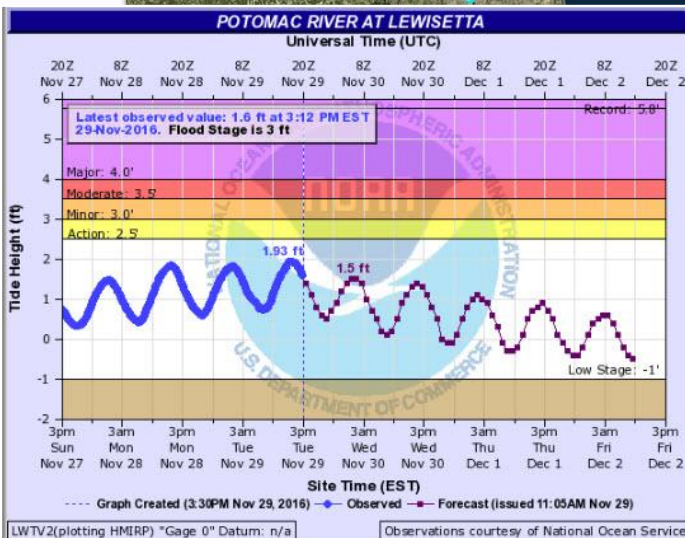 POTOMAC RIVER AT LEWISETTA
Universal Time (UTC)
20Z 8Z 20Z 8Z 20Z 8Z 20Z 8Z 20Z 8Z 20Z
Nov 27 Nov 28 Nov 28 Nov 29 Nov 29 Nov 30 Nov 30 Dec 1 Dec 1 Dec 2 Dec 2
Latest observed value: 1.6 ft at 3:12 PM EST
29-Nov-2016. Flood Stage is 3 ft
Record: 5.8'
Major: 4.0'
Moderate: 3.5'
Minor: 3.0'
Action: 2.5'
1.93 ft
1.5 ft
Low Stage: -1'
Tide Height (ft)
6
5
4
3
2
1
0
-1
-2
NOAA
U.S. DEPARTMENT OF COMMERCE
3pm 3am 3pm 3am 3pm 3am 3pm 3am 3pm 3am 3pm
Sun Mon Mon Tue Tue Wed Wed Thu Thu Fri Fri
Nov 27 Nov 28 Nov 28 Nov 29 Nov 29 Nov 30 Nov 30 Dec 1 Dec 1 Dec 2 Dec 2
Site Time (EST)
Graph Created (3:30PM Nov 29, 2016) Observed Forecast (issued 11:05AM Nov 29)
LWTV2(plotting HMIRP) "Gage 0" Datum: n/a
Observations courtesy of National Ocean Service